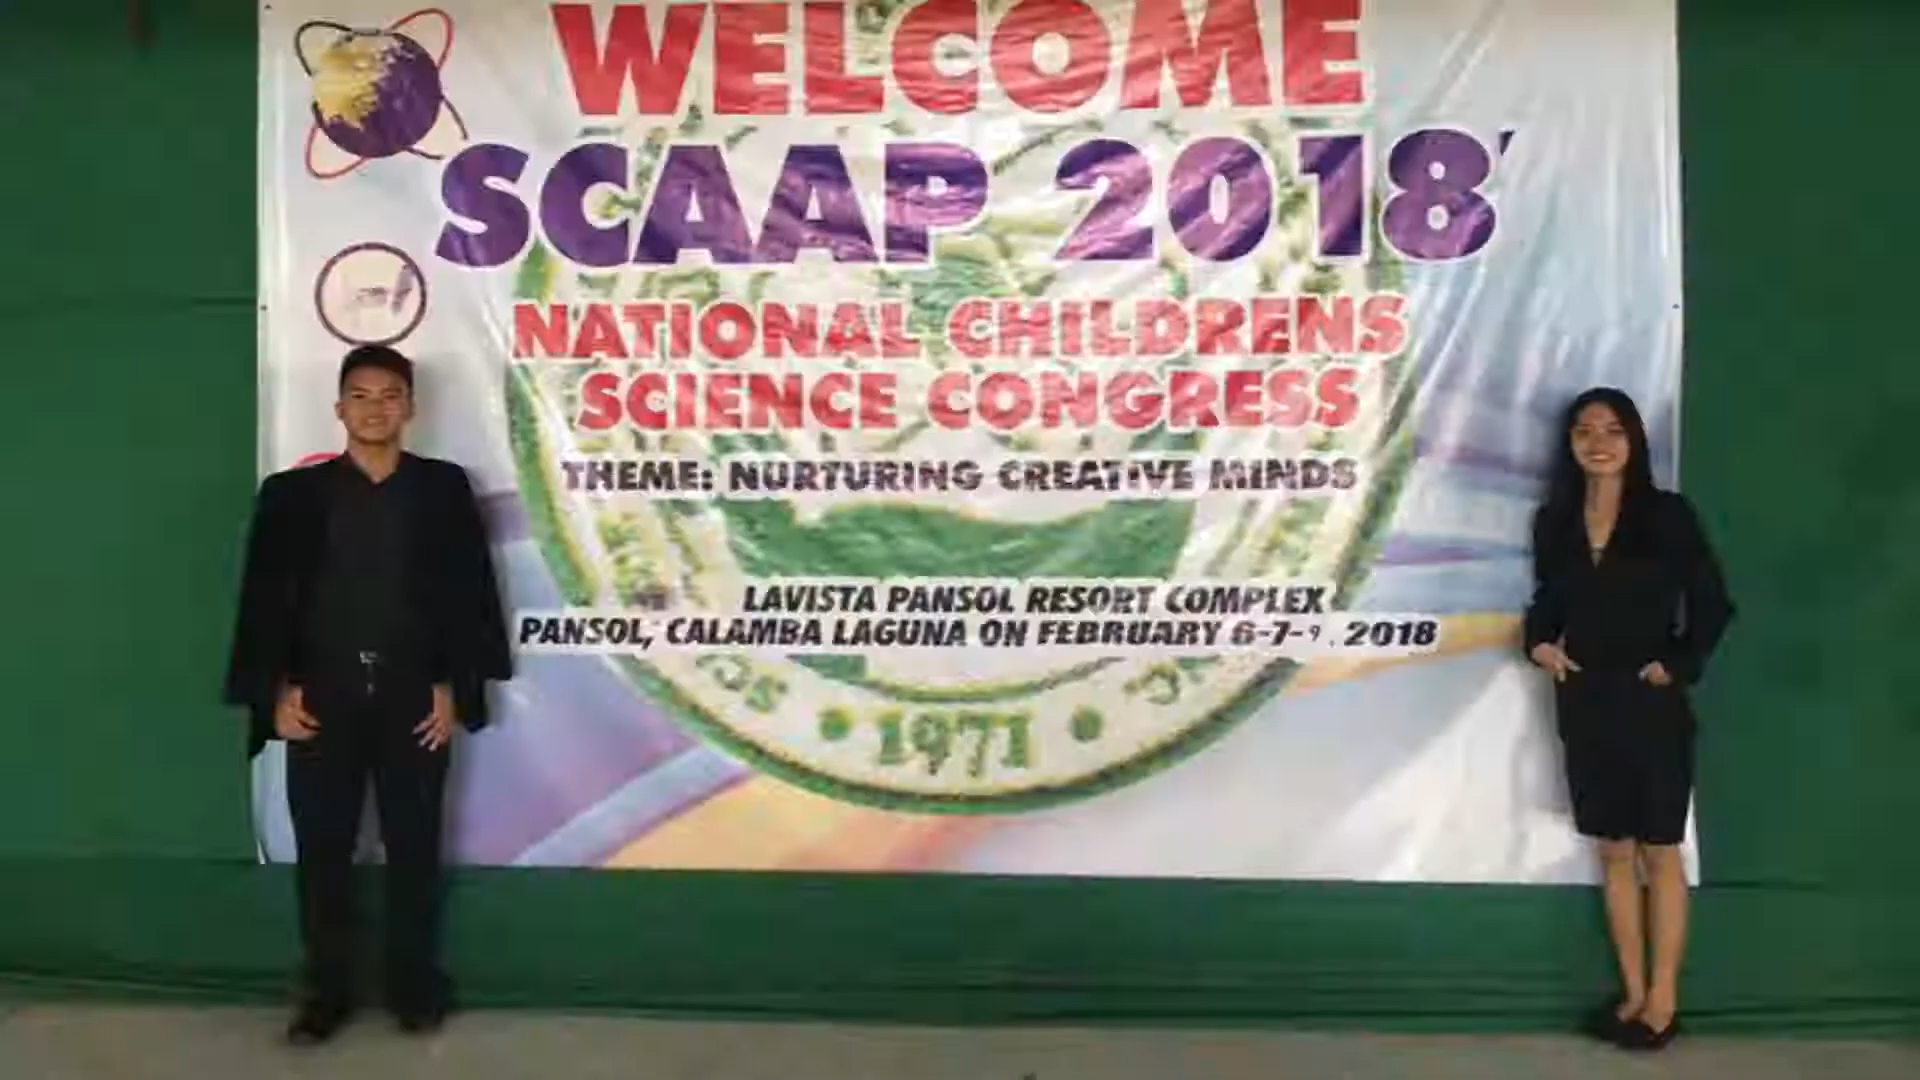 WELCOME
SCAAP 2018'
NATIONAL CHILDRENS
SCIENCE CONGRESS
THEME: NURTURING CREATIVE MINDS
LAVISTA PANSOL RESORT COMPLEX
PANSOL, CALAMBA LAGUNA ON FEBRUARY 6-7-9, 2018
• 1971 •